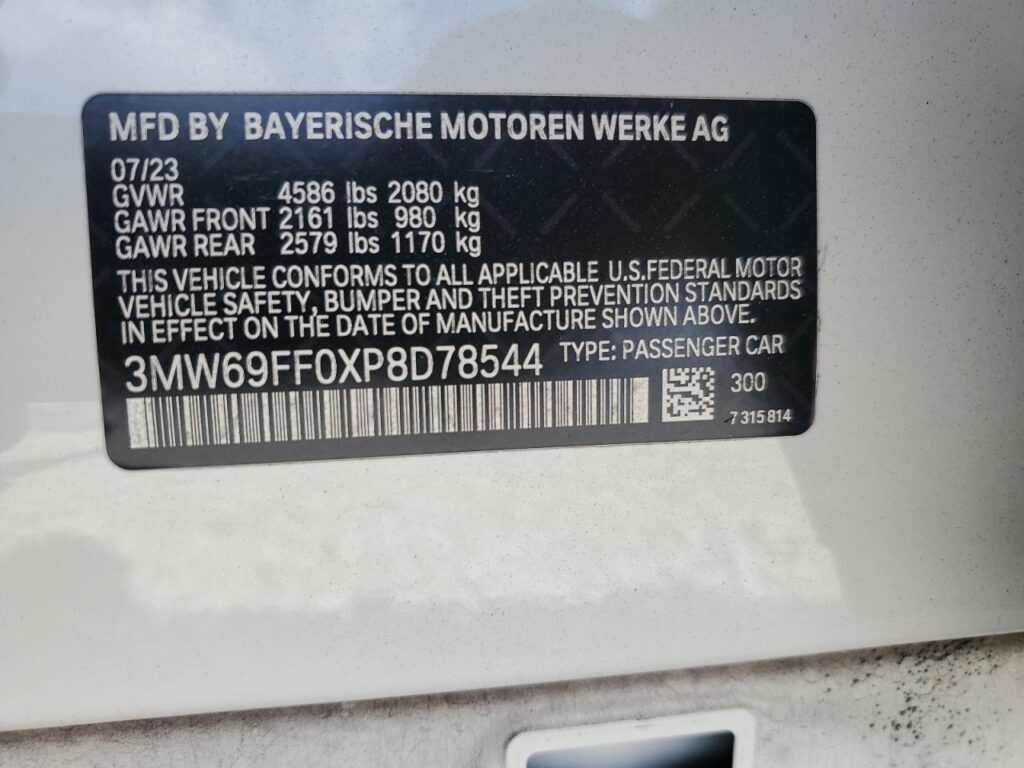 MFD BY BAYERISCHE MOTOREN WERKE AG
07/23
GVWR 4586 lbs 2080 kg
GAWR FRONT 2161 lbs 980 kg
GAWR REAR 2579 lbs 1170 kg
THIS VEHICLE CONFORMS TO ALL APPLICABLE U.S.FEDERAL MOTOR
VEHICLE SAFETY, BUMPER AND THEFT PREVENTION STANDARDS
IN EFFECT ON THE DATE OF MANUFACTURE SHOWN ABOVE.
3MW69FF0XP8D78544 TYPE: PASSENGER CAR
300
7 315 814